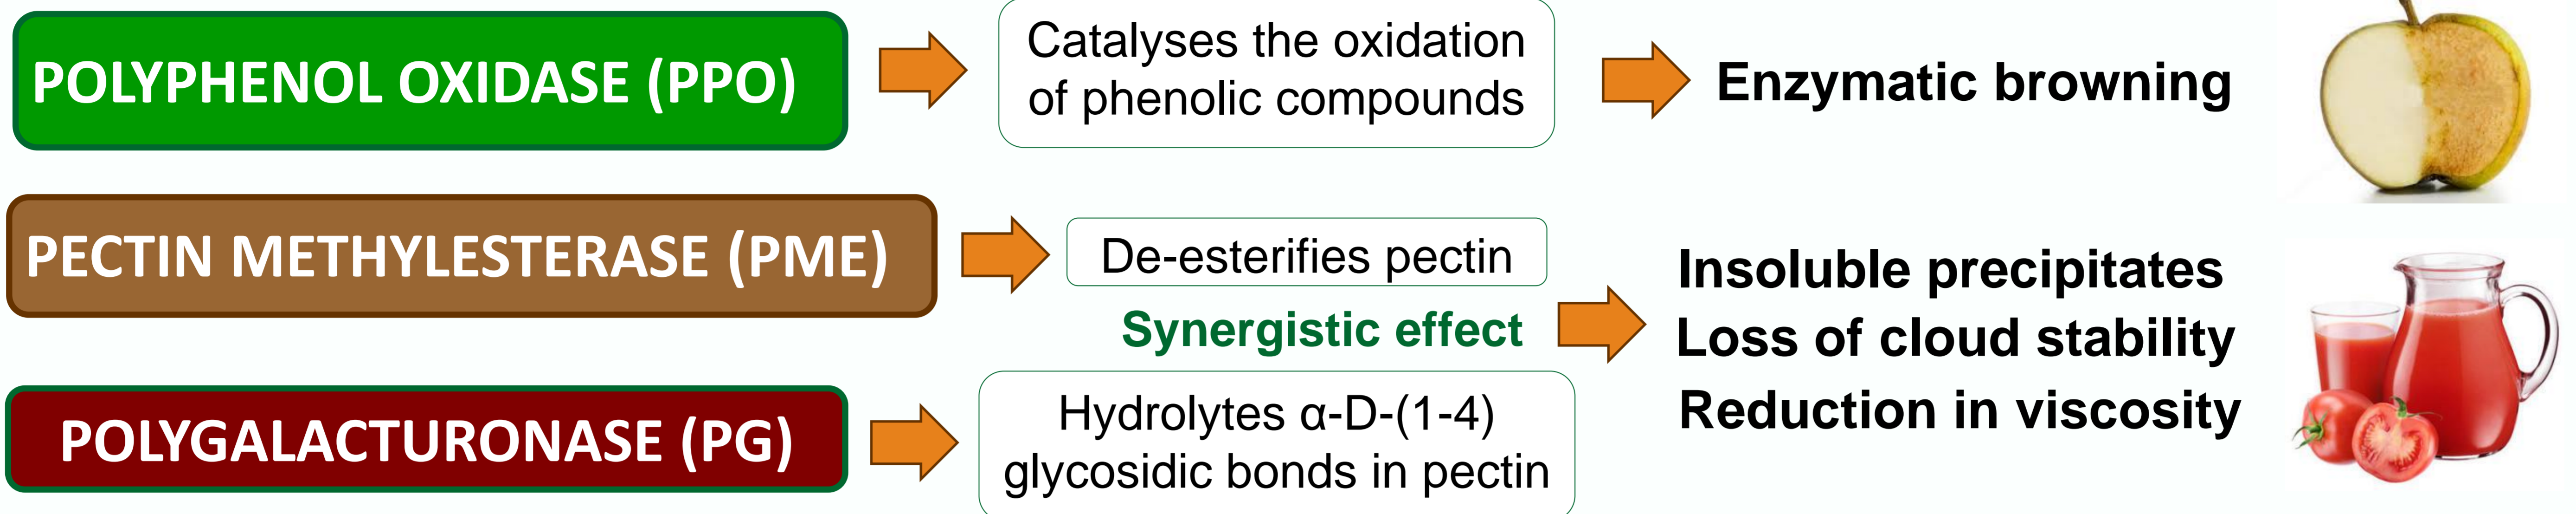 POLYPHENOL OXIDASE (PPO)
Catalyses the oxidation
of phenolic compounds
Enzymatic browning
PECTIN METHYLESTERASE (PME)
De-esterifies pectin
Synergistic effect
Insoluble precipitates
Loss of cloud stability
Reduction in viscosity
POLYGALACTURONASE (PG)
Hydrolytes α-D-(1-4)
glycosidic bonds in pectin